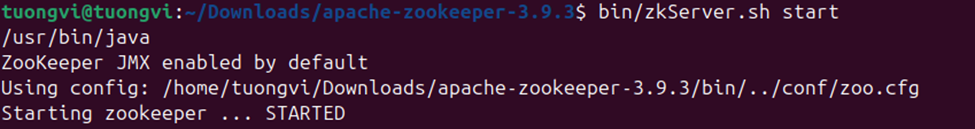 tuongvi@tuongvi:~/Downloads/apache-zookeeper-3.9.3$ bin/zkServer.sh start
/usr/bin/java
ZooKeeper JMX enabled by default
Using config: /home/tuongvi/Downloads/apache-zookeeper-3.9.3/bin/../conf/zoo.cfg
Starting zookeeper ... STARTED